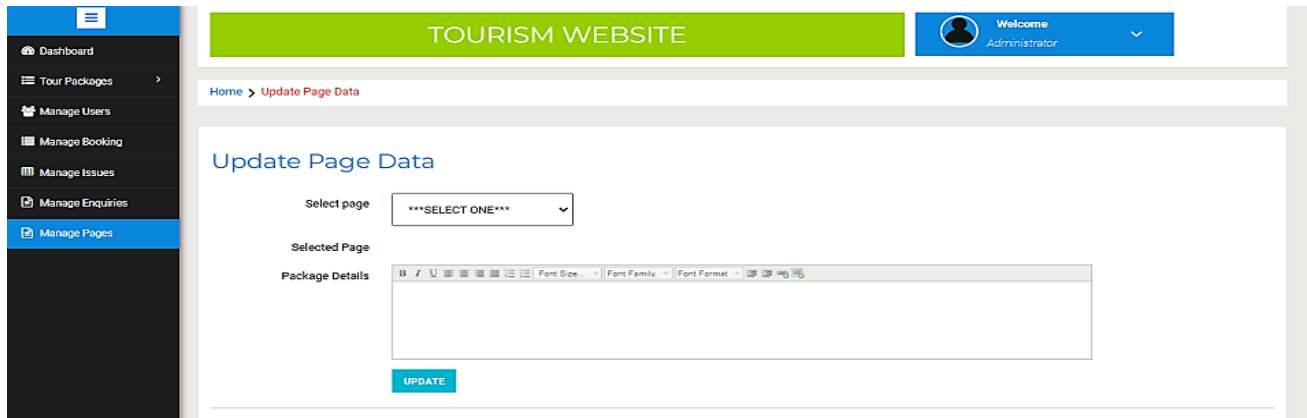 Dashboard
Tour Packages
Manage Users
Manage Booking
Manage Issues
Manage Enquiries
Manage Pages
TOURISM WEBSITE
Welcome
Administrator
Home > Update Page Data
Update Page Data
Select page ***SELECT ONE***
Selected Page
Package Details
B I U Font Size... Font Family. Font Format
UPDATE